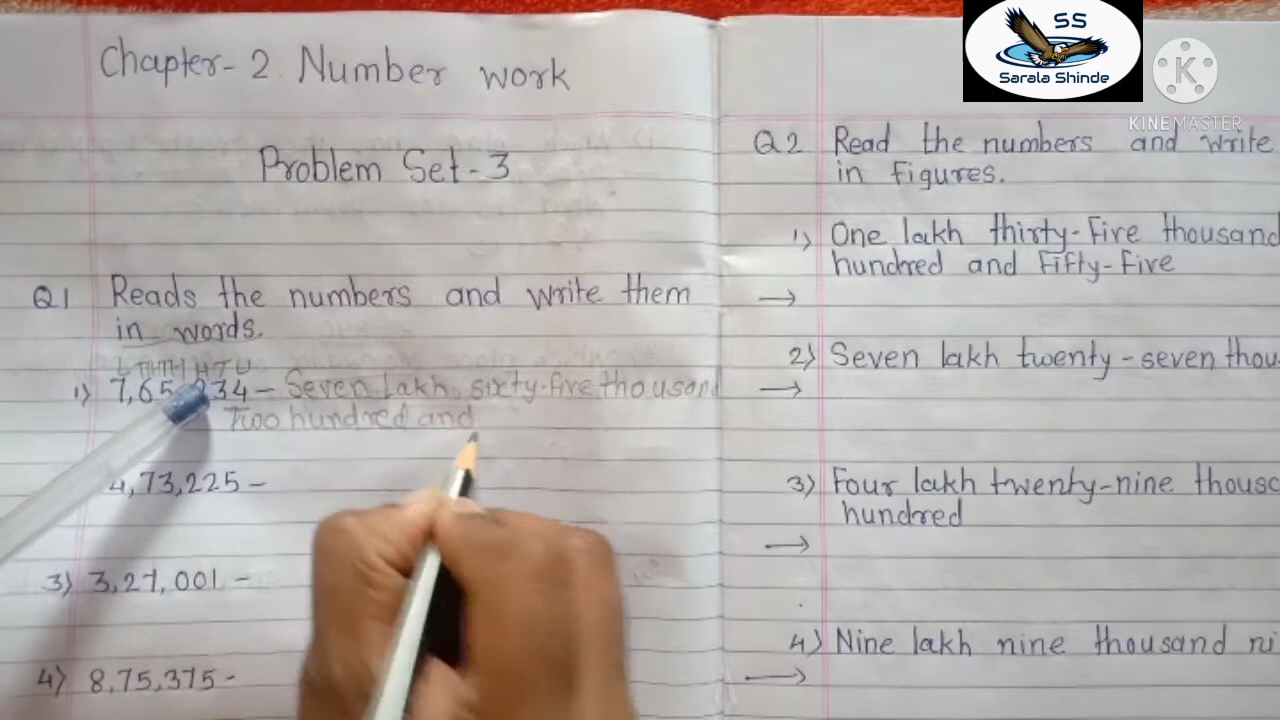 SS
Sarala Shinde
K
KINEMASTER
Chapter- 2. Number work
Problem Set-3
Q1 Reads the numbers and write them
in words.
L TTH TH H T U
1) 7,65 234 - Seven Lakh, sixty-five thousand
Two hundred and
4,73,225 -
3) 3,27,001 -
4) 8,75,375 -
Q2 Read the numbers and write
in figures.
1) One lakh thirty-five thousand
hundred and Fifty-five
→
2) Seven lakh twenty-seven thou
→
3) Four lakh twenty-nine thous
hundred
→
4) Nine lakh nine thousand ni
→